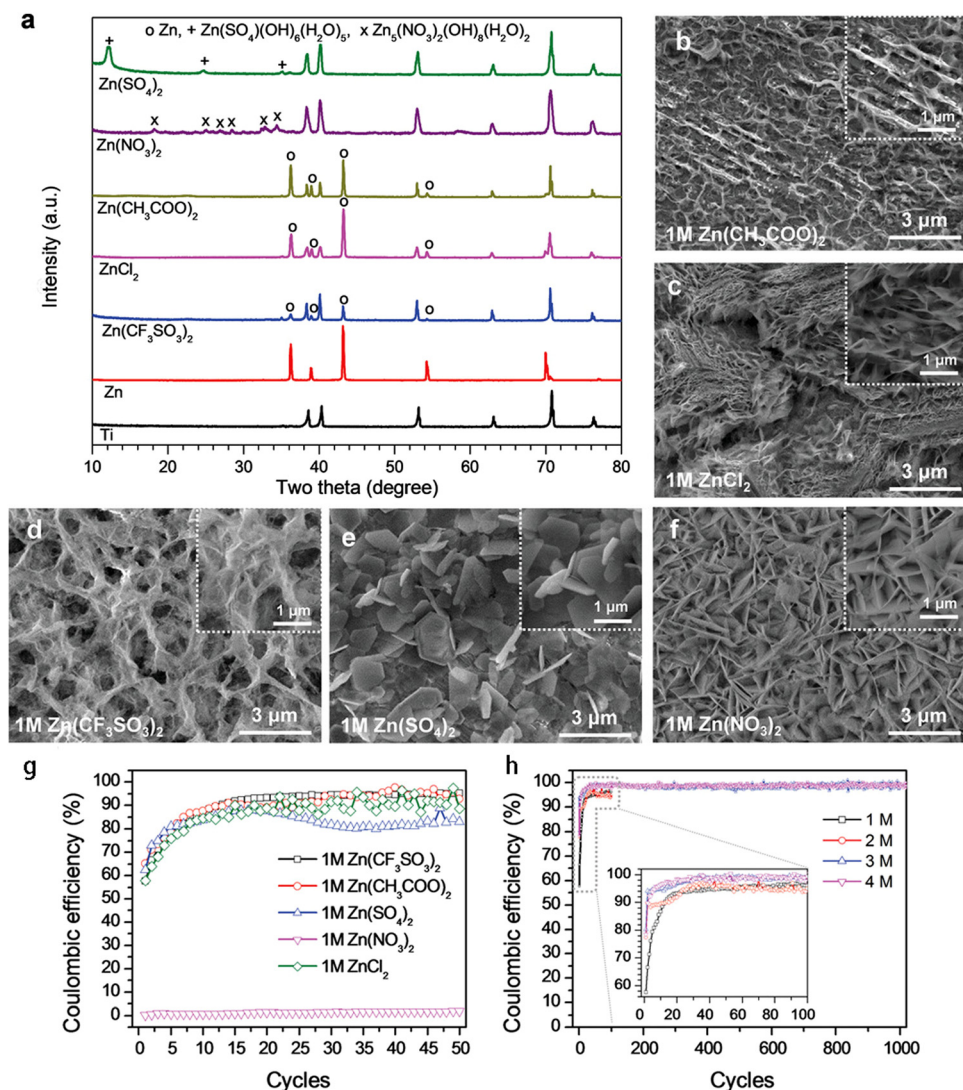 a
o Zn, + Zn(SO₄)(OH)₆(H₂O)₅, x Zn₅(NO₃)₂(OH)₈(H₂O)₂
+
+
+
Zn(SO₄)₂
x x x x x x
Zn(NO₃)₂
o o o o
Zn(CH₃COO)₂
o o o o
ZnCl₂
o o o o
Zn(CF₃SO₃)₂
Zn
Ti
Intensity (a.u.)
10 20 30 40 50 60 70 80
Two theta (degree)
b
1 µm
1M Zn(CH₃COO)₂
3 µm
c
1 µm
1M ZnCl₂
3 µm
d
1 µm
1M Zn(CF₃SO₃)₂
3 µm
e
1 µm
1M Zn(SO₄)₂
3 µm
f
1 µm
1M Zn(NO₃)₂
3 µm
g
Coulombic efficiency (%)
100
90
80
70
60
50
40
30
20
10
0
1M Zn(CF₃SO₃)₂
1M Zn(CH₃COO)₂
1M Zn(SO₄)₂
1M Zn(NO₃)₂
1M ZnCl₂
0 5 10 15 20 25 30 35 40 45 50
Cycles
h
Coulombic efficiency (%)
100
90
80
70
60
50
40
30
20
10
0
1 M
2 M
3 M
4 M
100
90
80
70
60
0 20 40 60 80 100
0 200 400 600 800 1000
Cycles